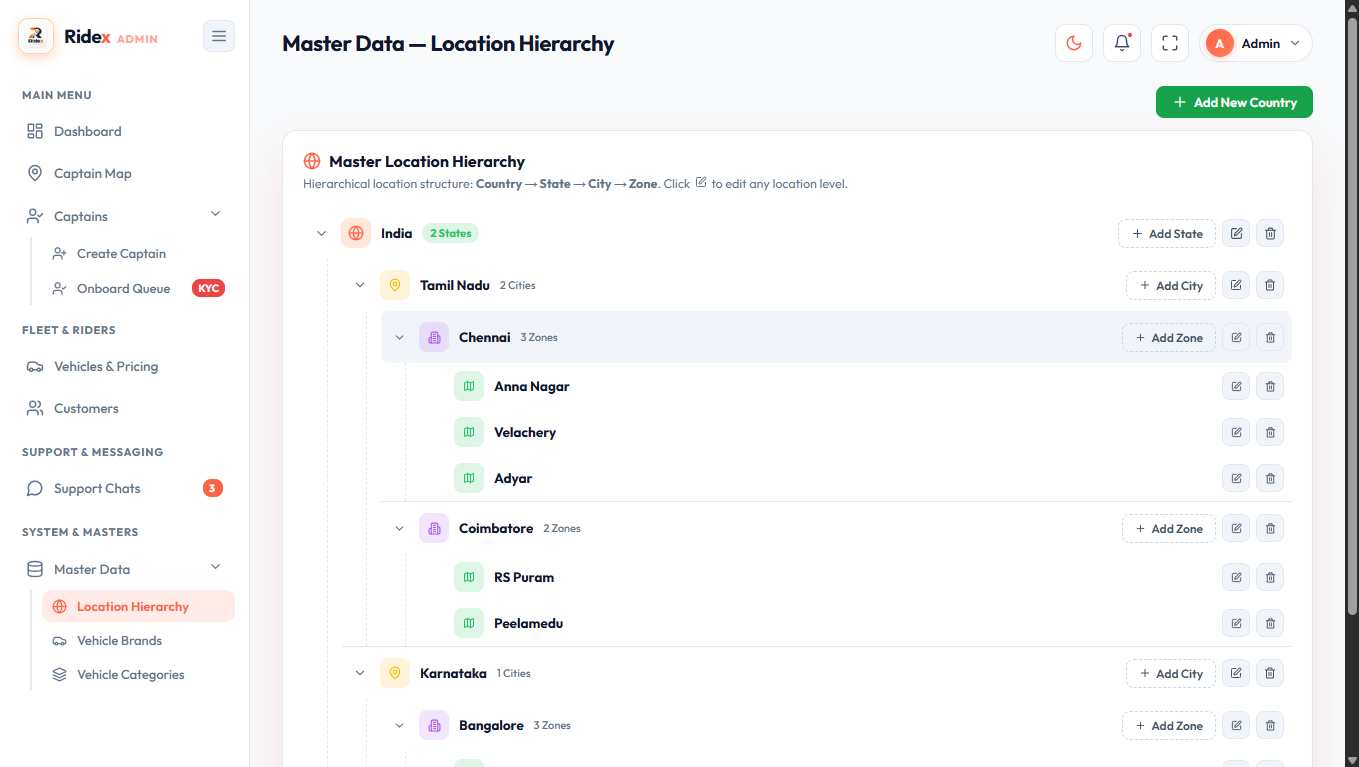 Ridex ADMIN
Master Data — Location Hierarchy
A Admin
MAIN MENU
Dashboard
Captain Map
Captains
Create Captain
Onboard Queue KYC
FLEET & RIDERS
Vehicles & Pricing
Customers
SUPPORT & MESSAGING
Support Chats 3
SYSTEM & MASTERS
Master Data
Location Hierarchy
Vehicle Brands
Vehicle Categories
+ Add New Country
Master Location Hierarchy
Hierarchical location structure: Country → State → City → Zone. Click to edit any location level.
India 2 States + Add State
Tamil Nadu 2 Cities + Add City
Chennai 3 Zones + Add Zone
Anna Nagar
Velachery
Adyar
Coimbatore 2 Zones + Add Zone
RS Puram
Peelamedu
Karnataka 1 Cities + Add City
Bangalore 3 Zones + Add Zone